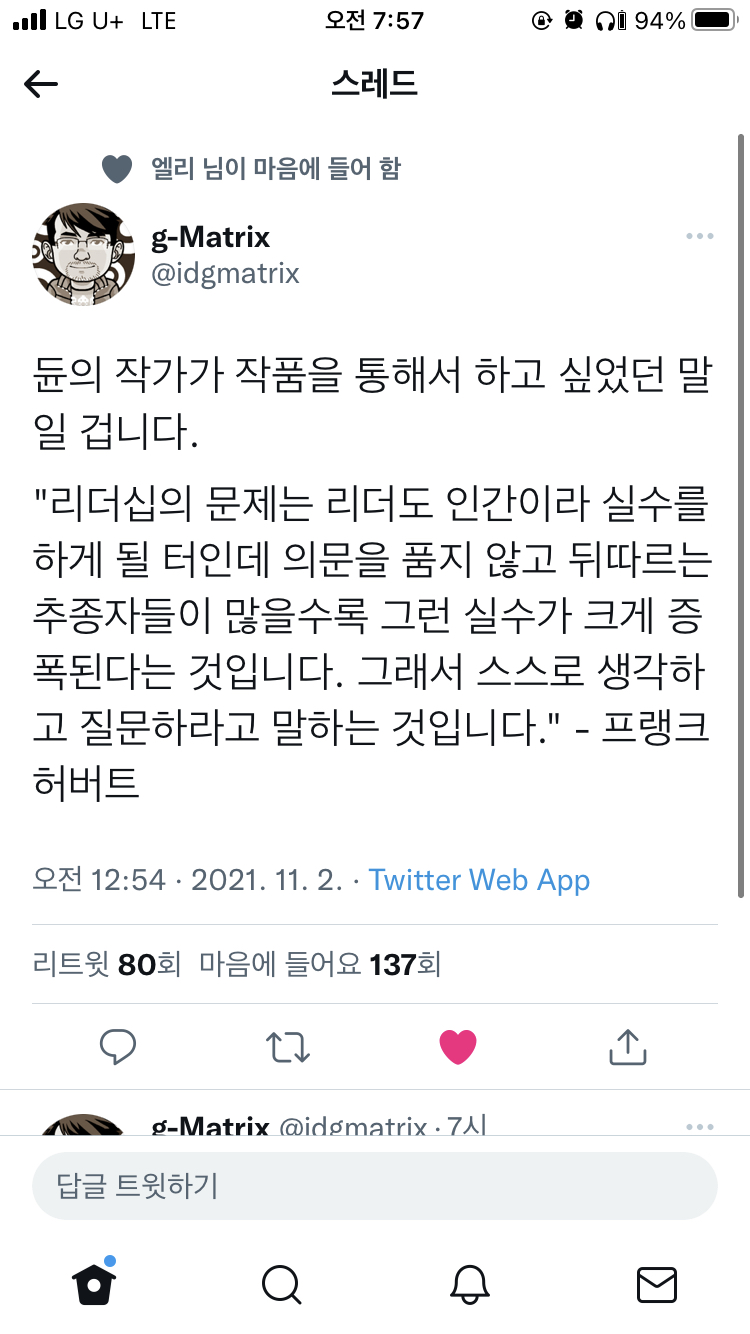 LG U+ LTE 오전 7:57 94%
스레드
엘리 님이 마음에 들어 함
g-Matrix
@idgmatrix
듄의 작가가 작품을 통해서 하고 싶었던 말
일 겁니다.
"리더십의 문제는 리더도 인간이라 실수를
하게 될 터인데 의문을 품지 않고 뒤따르는
추종자들이 많을수록 그런 실수가 크게 증
폭된다는 것입니다. 그래서 스스로 생각하
고 질문하라고 말하는 것입니다." - 프랭크
허버트
오전 12:54 · 2021. 11. 2. · Twitter Web App
리트윗 80회 마음에 들어요 137회
g-Matrix @idgmatrix · 7시
답글 트윗하기